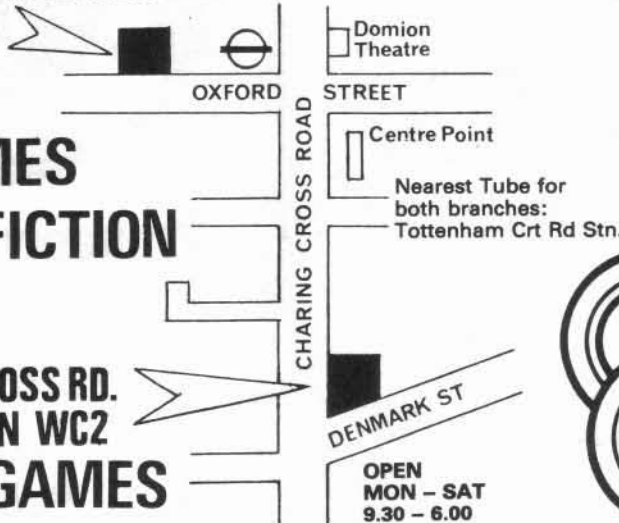 Domion
Theatre
OXFORD STREET
CHARING CROSS ROAD
Centre Point
MES
FICTION
Nearest Tube for
both branches:
Tottenham Crt Rd Stn.
OSS RD.
N WC2
GAMES
DENMARK ST
OPEN
MON – SAT
9.30 – 6.00